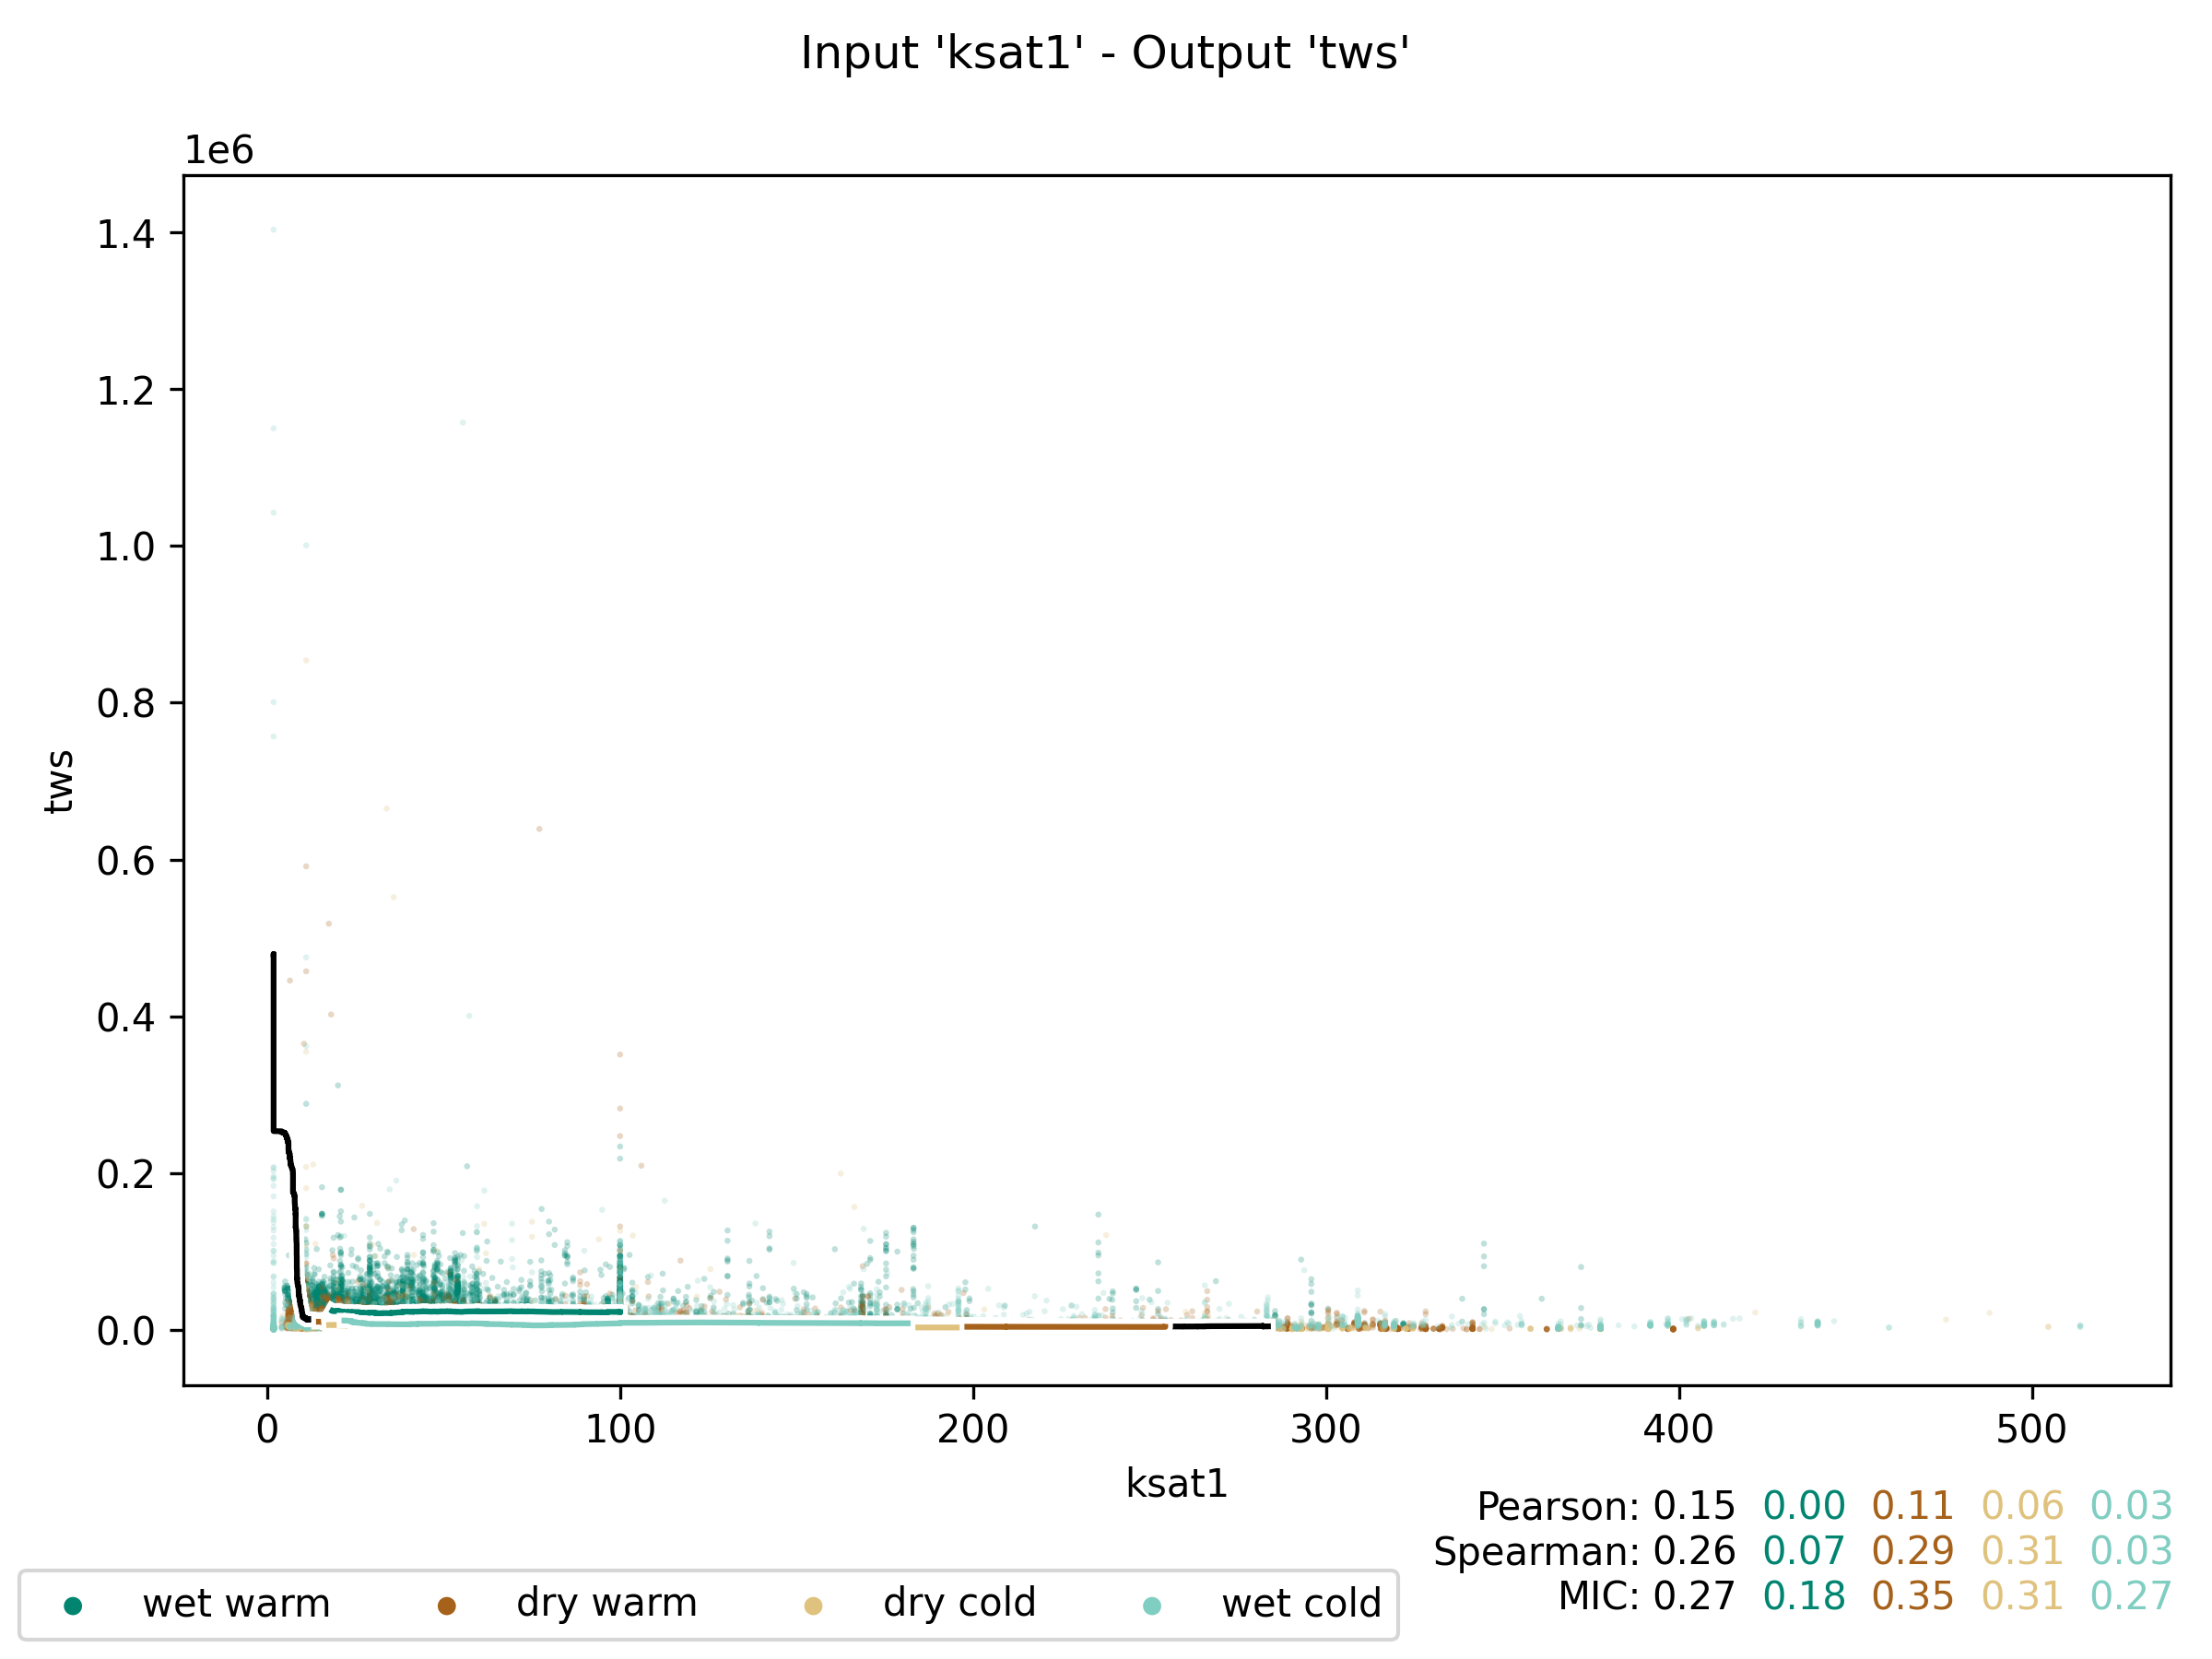 Input 'ksat1' - Output 'tws'
1e6
1.4
1.2
1.0
0.8
0.6
0.4
0.2
0.0
tws
0 100 200 300 400 500
ksat1
Pearson: 0.15 0.00 0.11 0.06 0.03
Spearman: 0.26 0.07 0.29 0.31 0.03
MIC: 0.27 0.18 0.35 0.31 0.27
wet warm dry warm dry cold wet cold